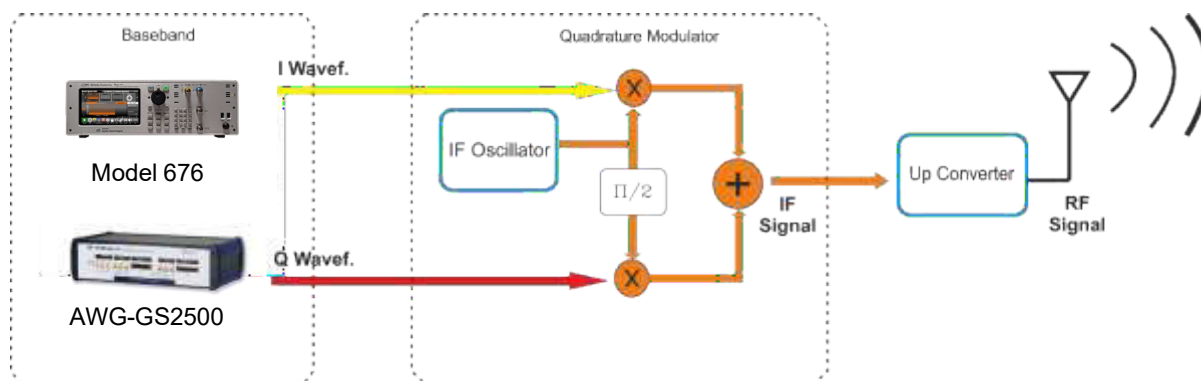 Baseband
Quadrature Modulator
I Wavef.
X
IF Oscillator
Model 676
Π/2
+
IF
Signal
Up Converter
RF
Signal
Q Wavef.
X
AWG-GS2500